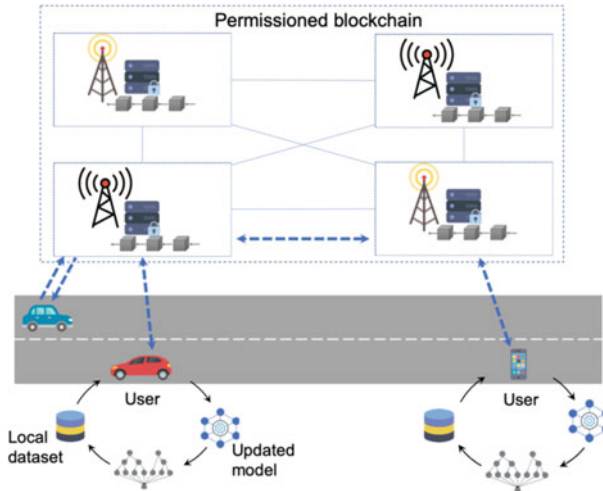 Permissioned blockchain
User
User
Local
dataset
Updated
model